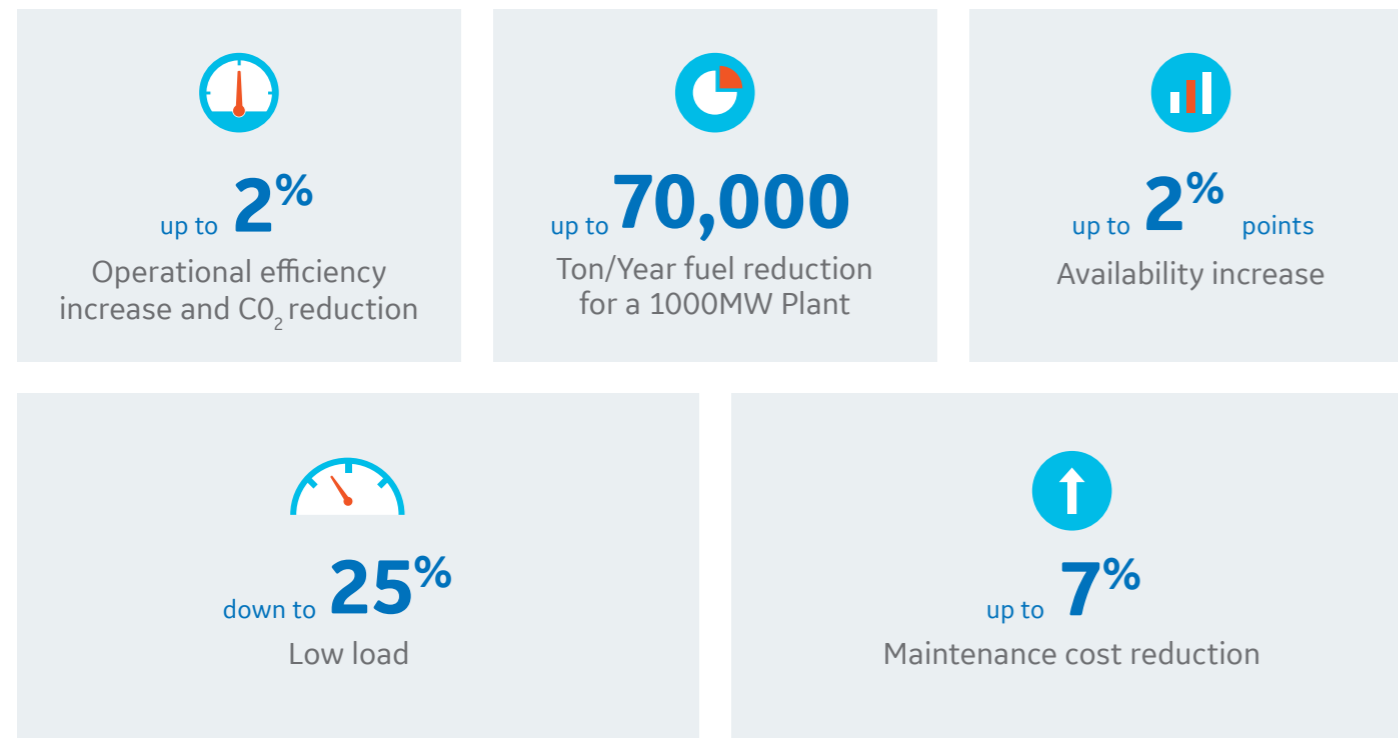 up to 2%
Operational efficiency
increase and C0₂ reduction
up to 70,000
Ton/Year fuel reduction
for a 1000MW Plant
up to 2% points
Availability increase
down to 25%
Low load
up to 7%
Maintenance cost reduction